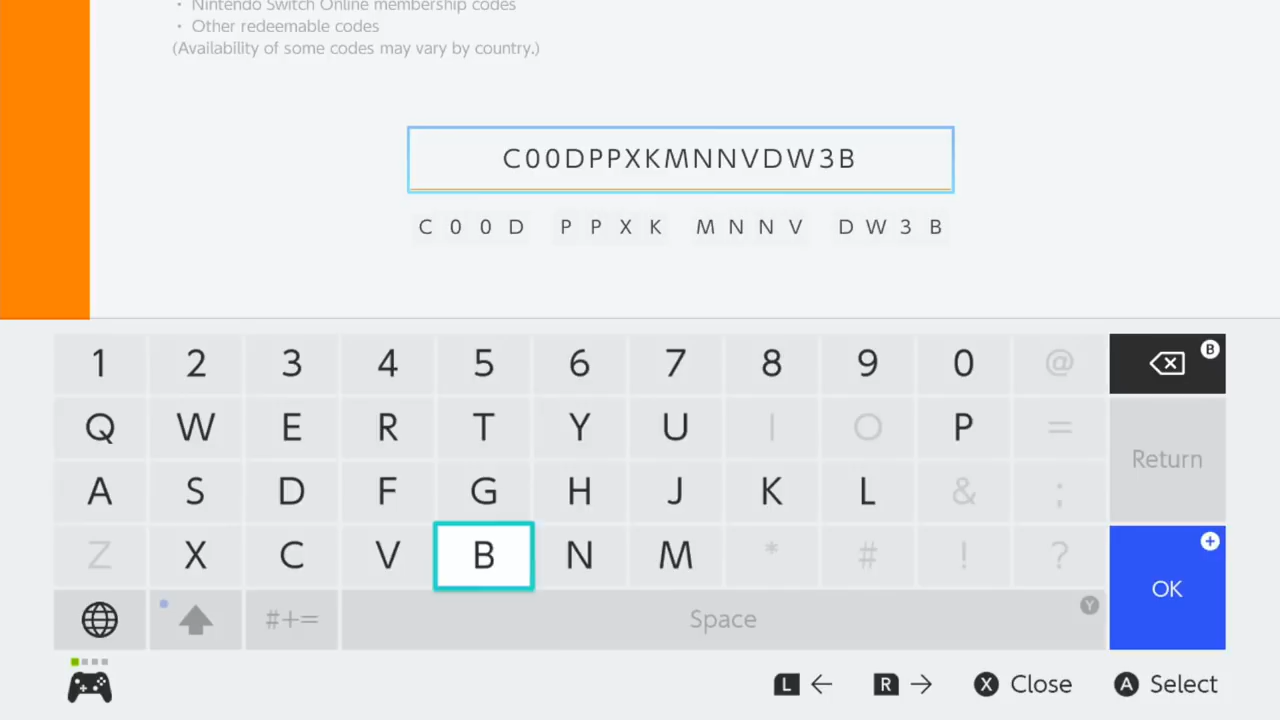 · Nintendo Switch Online membership codes
· Other redeemable codes
(Availability of some codes may vary by country.)
C00DPPXKMNNVDW3B
C 0 0 D P P X K M N N V D W 3 B
1 2 3 4 5 6 7 8 9 0 @ B
Q W E R T Y U I O P =
Return
A S D F G H J K L & ;
Z X C V B N M * # ! ?
OK
#+= Space Y
L ← R → X Close A Select